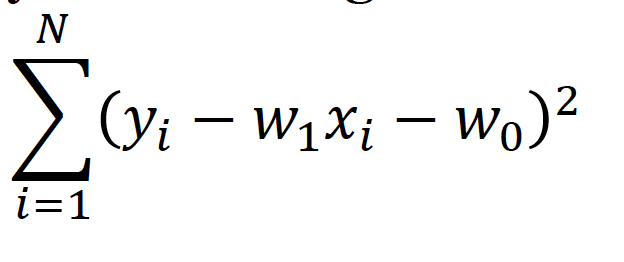 N
∑(yᵢ − w₁xᵢ − w₀)²
i=1